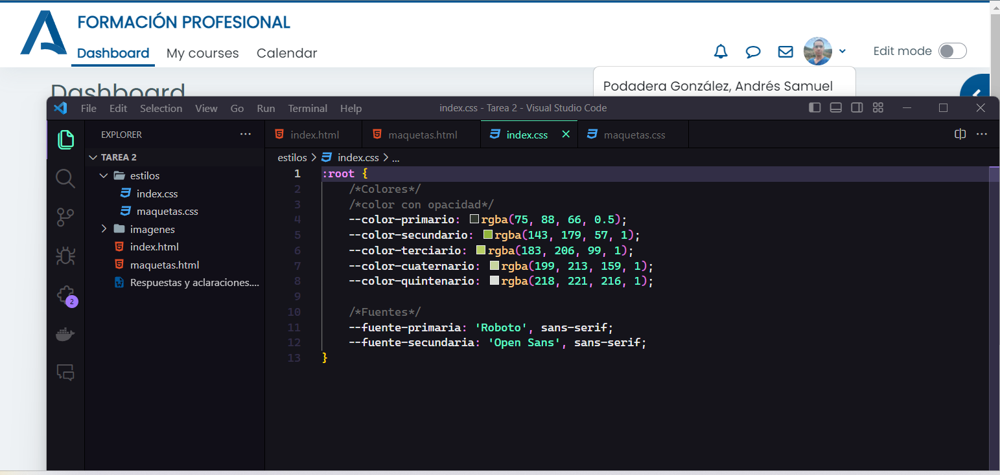 FORMACIÓN PROFESIONAL
Dashboard My courses Calendar
Edit mode
Dashboard
Podadera González, Andrés Samuel
File Edit Selection View Go Run Terminal Help
index.css - Tarea 2 - Visual Studio Code
EXPLORER
index.html
maquetas.html
index.css
maquetas.css
TAREA 2
estilos
index.css
maquetas.css
imagenes
index.html
maquetas.html
Respuestas y aclaraciones....
2
estilos > index.css > ...
1 :root {
2 /*Colores*/
3 /*color con opacidad*/
4 --color-primario: rgba(75, 88, 66, 0.5);
5 --color-secundario: rgba(143, 179, 57, 1);
6 --color-terciario: rgba(183, 206, 99, 1);
7 --color-cuaternario: rgba(199, 213, 159, 1);
8 --color-quintenario: rgba(218, 221, 216, 1);
9
10 /*Fuentes*/
11 --fuente-primaria: 'Roboto', sans-serif;
12 --fuente-secundaria: 'Open Sans', sans-serif;
13 }